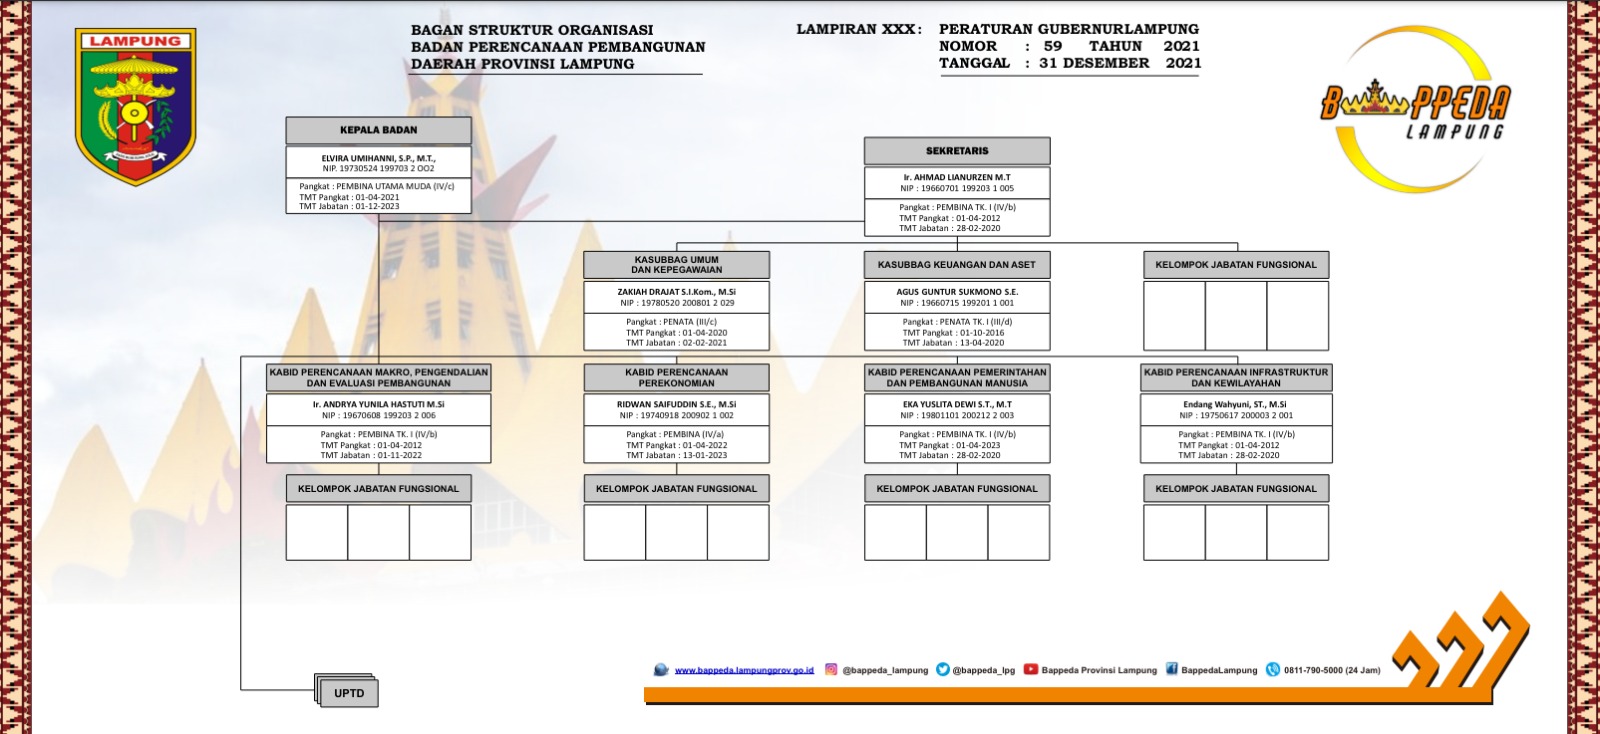 LAMPUNG
BAGAN STRUKTUR ORGANISASI
BADAN PERENCANAAN PEMBANGUNAN
DAERAH PROVINSI LAMPUNG
LAMPIRAN XXX : PERATURAN GUBERNURLAMPUNG
NOMOR : 59 TAHUN 2021
TANGGAL : 31 DESEMBER 2021
BAPPEDA
LAMPUNG
KEPALA BADAN
ELVIRA UMIHANNI, S.P., M.T.,
NIP. 19730524 199703 2 OO2
Pangkat : PEMBINA UTAMA MUDA (IV/c)
TMT Pangkat : 01-04-2021
TMT Jabatan : 01-12-2023
SEKRETARIS
Ir. AHMAD LIANURZEN M.T
NIP : 19660701 199203 1 005
Pangkat : PEMBINA TK. I (IV/b)
TMT Pangkat : 01-04-2012
TMT Jabatan : 28-02-2020
KASUBBAG UMUM
DAN KEPEGAWAIAN
ZAKIAH DRAJAT S.I.Kom., M.Si
NIP : 19780520 200801 2 029
Pangkat : PENATA (III/c)
TMT Pangkat : 01-04-2020
TMT Jabatan : 02-02-2021
KASUBBAG KEUANGAN DAN ASET
AGUS GUNTUR SUKMONO S.E.
NIP : 19660715 199201 1 001
Pangkat : PENATA TK. I (III/d)
TMT Pangkat : 01-10-2016
TMT Jabatan : 13-04-2020
KELOMPOK JABATAN FUNGSIONAL
KABID PERENCANAAN MAKRO, PENGENDALIAN
DAN EVALUASI PEMBANGUNAN
Ir. ANDRYA YUNILA HASTUTI M.Si
NIP : 19670608 199203 2 006
Pangkat : PEMBINA TK. I (IV/b)
TMT Pangkat : 01-04-2012
TMT Jabatan : 01-11-2022
KABID PERENCANAAN
PEREKONOMIAN
RIDWAN SAIFUDDIN S.E., M.Si
NIP : 19740918 200902 1 002
Pangkat : PEMBINA (IV/a)
TMT Pangkat : 01-04-2022
TMT Jabatan : 13-01-2023
KABID PERENCANAAN PEMERINTAHAN
DAN PEMBANGUNAN MANUSIA
EKA YUSLITA DEWI S.T., M.T
NIP : 19801101 200212 2 003
Pangkat : PEMBINA TK. I (IV/b)
TMT Pangkat : 01-04-2023
TMT Jabatan : 28-02-2020
KABID PERENCANAAN INFRASTRUKTUR
DAN KEWILAYAHAN
Endang Wahyuni, ST., M.Si
NIP : 19750617 200003 2 001
Pangkat : PEMBINA TK. I (IV/b)
TMT Pangkat : 01-04-2012
TMT Jabatan : 28-02-2020
KELOMPOK JABATAN FUNGSIONAL
KELOMPOK JABATAN FUNGSIONAL
KELOMPOK JABATAN FUNGSIONAL
KELOMPOK JABATAN FUNGSIONAL
UPTD
www.bappeda.lampungprov.go.id @bappeda_lampung @bappeda_lpg Bappeda Provinsi Lampung BappedaLampung 0811-790-5000 (24 Jam)